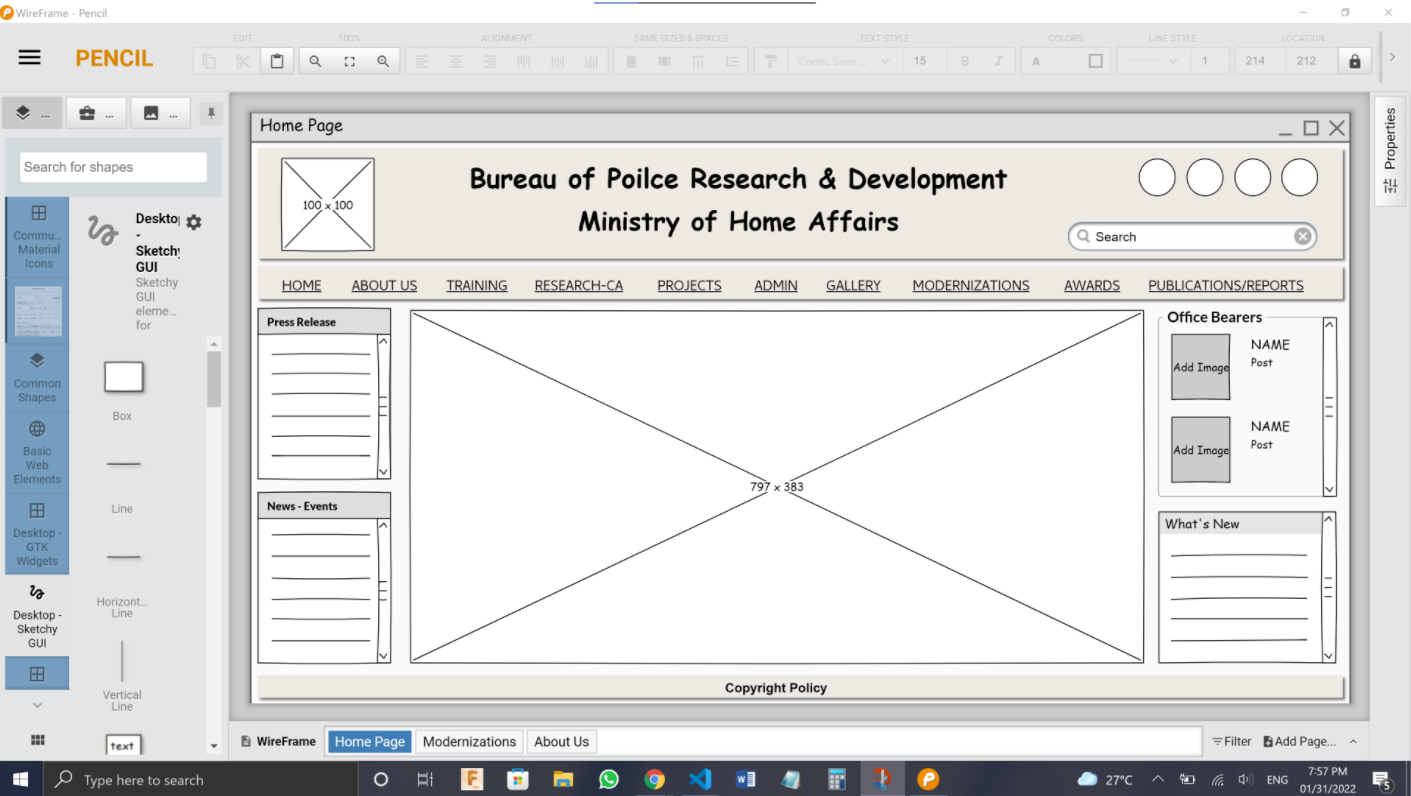 WireFrame - Pencil
PENCIL
EDIT
100%
ALIGNMENT
SAME SIZES & SPACES
TEXT STYLE
COLORS
LINE STYLE
LOCATION
Comic Sans ...
15
B
I
A
1
214
212
...
...
...
Search for shapes
Commu...
Material
Icons
Common
Shapes
Basic
Web
Elements
Desktop -
GTK
Widgets
Desktop -
Sketchy
GUI
Desktop
-
Sketchy
GUI
Sketchy
GUI
eleme...
for
Box
Line
Horizont...
Line
Vertical
Line
text
Home Page
100 x 100
Bureau of Poilce Research & Development
Ministry of Home Affairs
Search
HOME ABOUT US TRAINING RESEARCH-CA PROJECTS ADMIN GALLERY MODERNIZATIONS AWARDS PUBLICATIONS/REPORTS
Press Release
News - Events
797 x 383
Office Bearers
Add Image
NAME
Post
Add Image
NAME
Post
What's New
Copyright Policy
Properties
WireFrame
Home Page
Modernizations
About Us
Filter
Add Page...
Type here to search
27°C
ENG
7:57 PM
01/31/2022
5